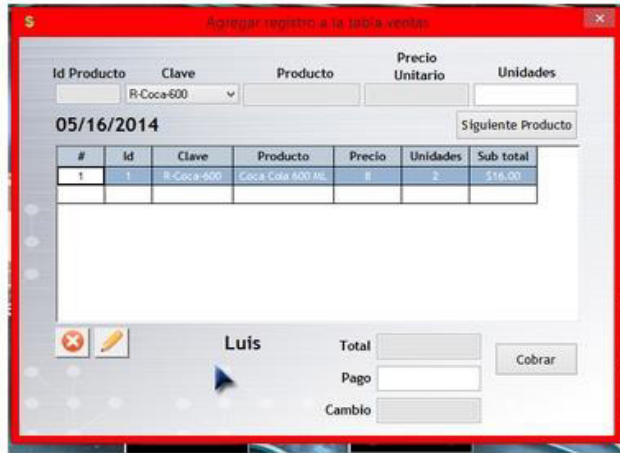 $ Agregar registro a la tabla ventas ×
Id Producto Clave Producto Precio Unitario Unidades
R-Coca-600
05/16/2014 Siguiente Producto
# Id Clave Producto Precio Unidades Sub total
1 1 R-Coca-600 Coca Cola 600 ML 8 2 $16.00
Luis
Total
Cobrar
Pago
Cambio